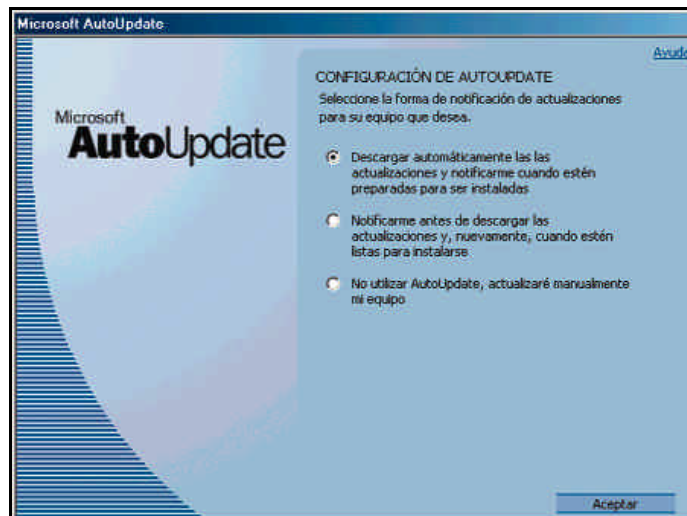 Microsoft AutoUpdate
Ayuda
CONFIGURACIÓN DE AUTOUPDATE
Seleccione la forma de notificación de actualizaciones
para su equipo que desea.
Microsoft
AutoUpdate
Descargar automáticamente las las
actualizaciones y notificarme cuando estén
preparadas para ser instaladas
Notificarme antes de descargar las
actualizaciones y, nuevamente, cuando estén
listas para instalarse
No utilizar AutoUpdate, actualizaré manualmente
mi equipo
Aceptar